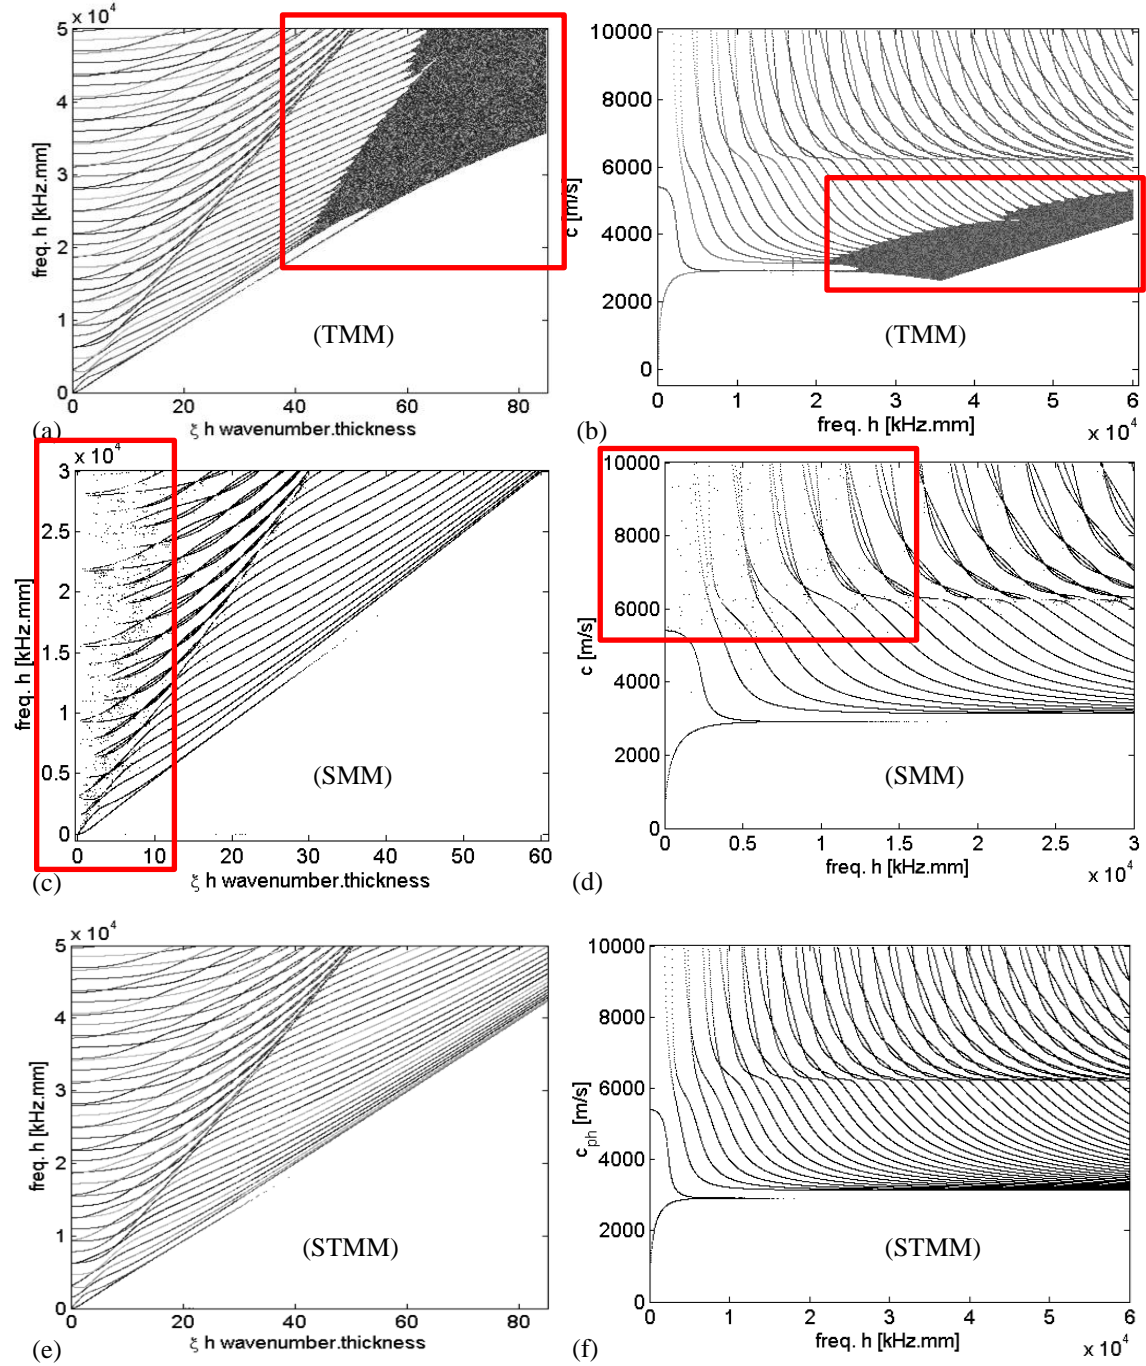 x 10^4
5
4
3
2
1
0
freq. h [kHz.mm]
(TMM)
0 20 40 60 80
ξ h wavenumber.thickness
(a)
10000
8000
6000
4000
2000
0
c [m/s]
(TMM)
0 1 2 3 4 5 6
freq. h [kHz.mm]
x 10^4
(b)
x 10^4
3
2.5
2
1.5
1
0.5
0
freq. h [kHz.mm]
(SMM)
0 10 20 30 40 50 60
ξ h wavenumber.thickness
(c)
10000
8000
6000
4000
2000
0
c [m/s]
(SMM)
0 0.5 1 1.5 2 2.5 3
freq. h [kHz.mm]
x 10^4
(d)
x 10^4
5
4
3
2
1
0
freq. h [kHz.mm]
(STMM)
0 20 40 60 80
ξ h wavenumber.thickness
(e)
10000
8000
6000
4000
2000
0
c_ph [m/s]
(STMM)
0 1 2 3 4 5 6
freq. h [kHz.mm]
x 10^4
(f)